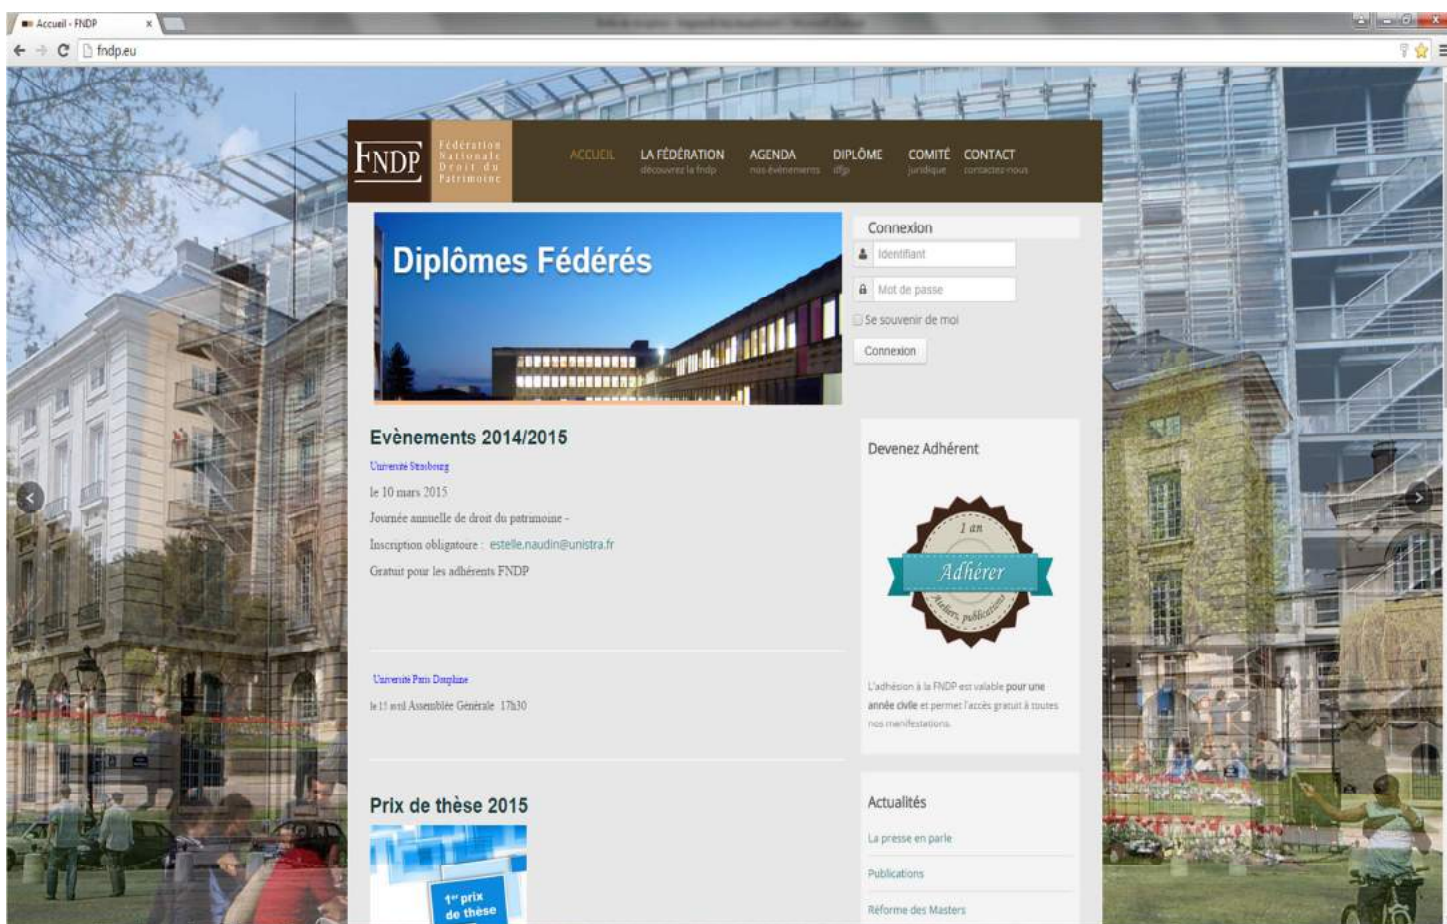 Accueil - FNDP
fndp.eu
FNDP
Fédération
Nationale
Droit du
Patrimoine
ACCUEIL
LA FÉDÉRATION
découvrez la fndp
AGENDA
nos évènements
DIPLÔME
dfjp
COMITÉ
juridique
CONTACT
contactez-nous
Diplômes Fédérés
Connexion
Identifiant
Mot de passe
Se souvenir de moi
Connexion
Evènements 2014/2015
Université Strasbourg
le 10 mars 2015
Journée annuelle de droit du patrimoine -
Inscription obligatoire : estelle.naudin@unistra.fr
Gratuit pour les adhérents FNDP
Université Paris Dauphine
le 15 avril Assemblée Générale 17h30
Prix de thèse 2015
1er prix
de thèse
Devenez Adhérent
1 an
Adhérer
Ateliers, publications
L'adhésion à la FNDP est valable pour une
année civile et permet l'accès gratuit à toutes
nos manifestations.
Actualités
La presse en parle
Publications
Réforme des Masters